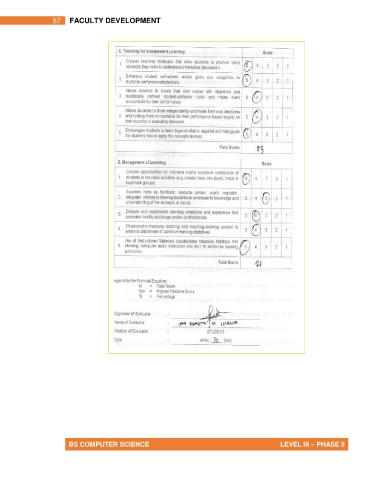 57 FACULTY DEVELOPMENT
C. Teaching for Independent Learning Scale
1. Creates teaching strategies that allow students to practice using 5 4 3 2 1
concepts they need to understand (interactive discussion)
2. Enhances student self-esteem and/or gives due recognition to 5 4 3 2 1
students performance/potentials
Allows students to create their own course with objectives and
3. realistically defined student-professor rules and make them 5 4 3 2 1
accountable for their performance
Allows students to think independently and make their own decisions
4. and holding them accountable for their performance based largely on 5 4 3 2 1
their success in executing decisions.
5. Encourages students to learn beyond what is required and help/guide 5 4 3 2 1
the students how to apply the concepts learned
Total Score
D. Management of Learning Scale
Creates opportunities for intensive and/or extensive contribution of
1. students in the class activities (e.g. breaks class into dyads, triads or 5 4 3 2 1
buzz/task groups).
Assumes roles as facilitator, resource person, coach, inquisitor,
2. integrator, referee in drawing students to contribute to knowledge and 5 4 3 2 1
understanding of the concepts at hands.
3. Designs and implements learning conditions and experience that 5 4 3 2 1
promotes healthy exchange and/or confrontations.
4. Structures/re-structures learning and teaching-learning context to 5 4 3 2 1
enhance attainment of collective learning objectives.
Use of Instructional Materials (audio/video materials: fieldtrips, film
5. showing, computer aided instruction and etc.) to reinforces learning 5 4 3 2 1
processes.
Total Score 21
Legend for the Formula/Equation:
ts = Total Score
hps = Highest Possible Score
% = Percentage
Signature of Evaluator :
Name of Evaluator :
Position of Evaluator : STUDENT
Date :
BS COMPUTER SCIENCE LEVEL III – PHASE II